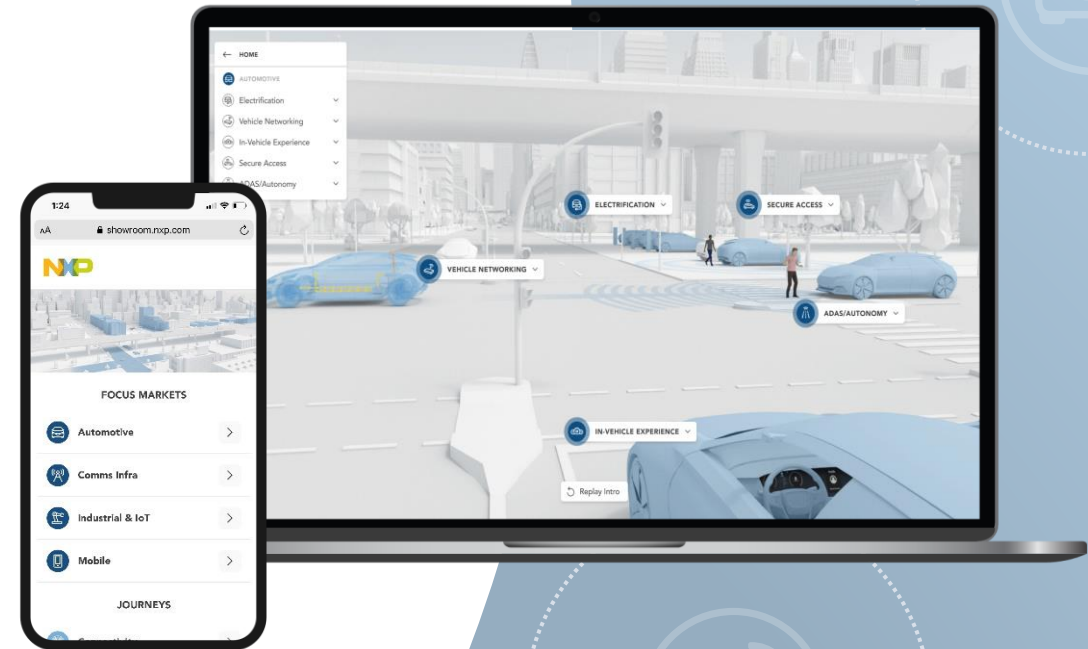 ← HOME
AUTOMOTIVE
Electrification
Vehicle Networking
In-Vehicle Experience
Secure Access
ADAS/Autonomy
ELECTRIFICATION
SECURE ACCESS
VEHICLE NETWORKING
ADAS/AUTONOMY
IN-VEHICLE EXPERIENCE
Replay Intro
1:24
AA showroom.nxp.com
NXP
FOCUS MARKETS
Automotive
Comms Infra
Industrial & IoT
Mobile
JOURNEYS